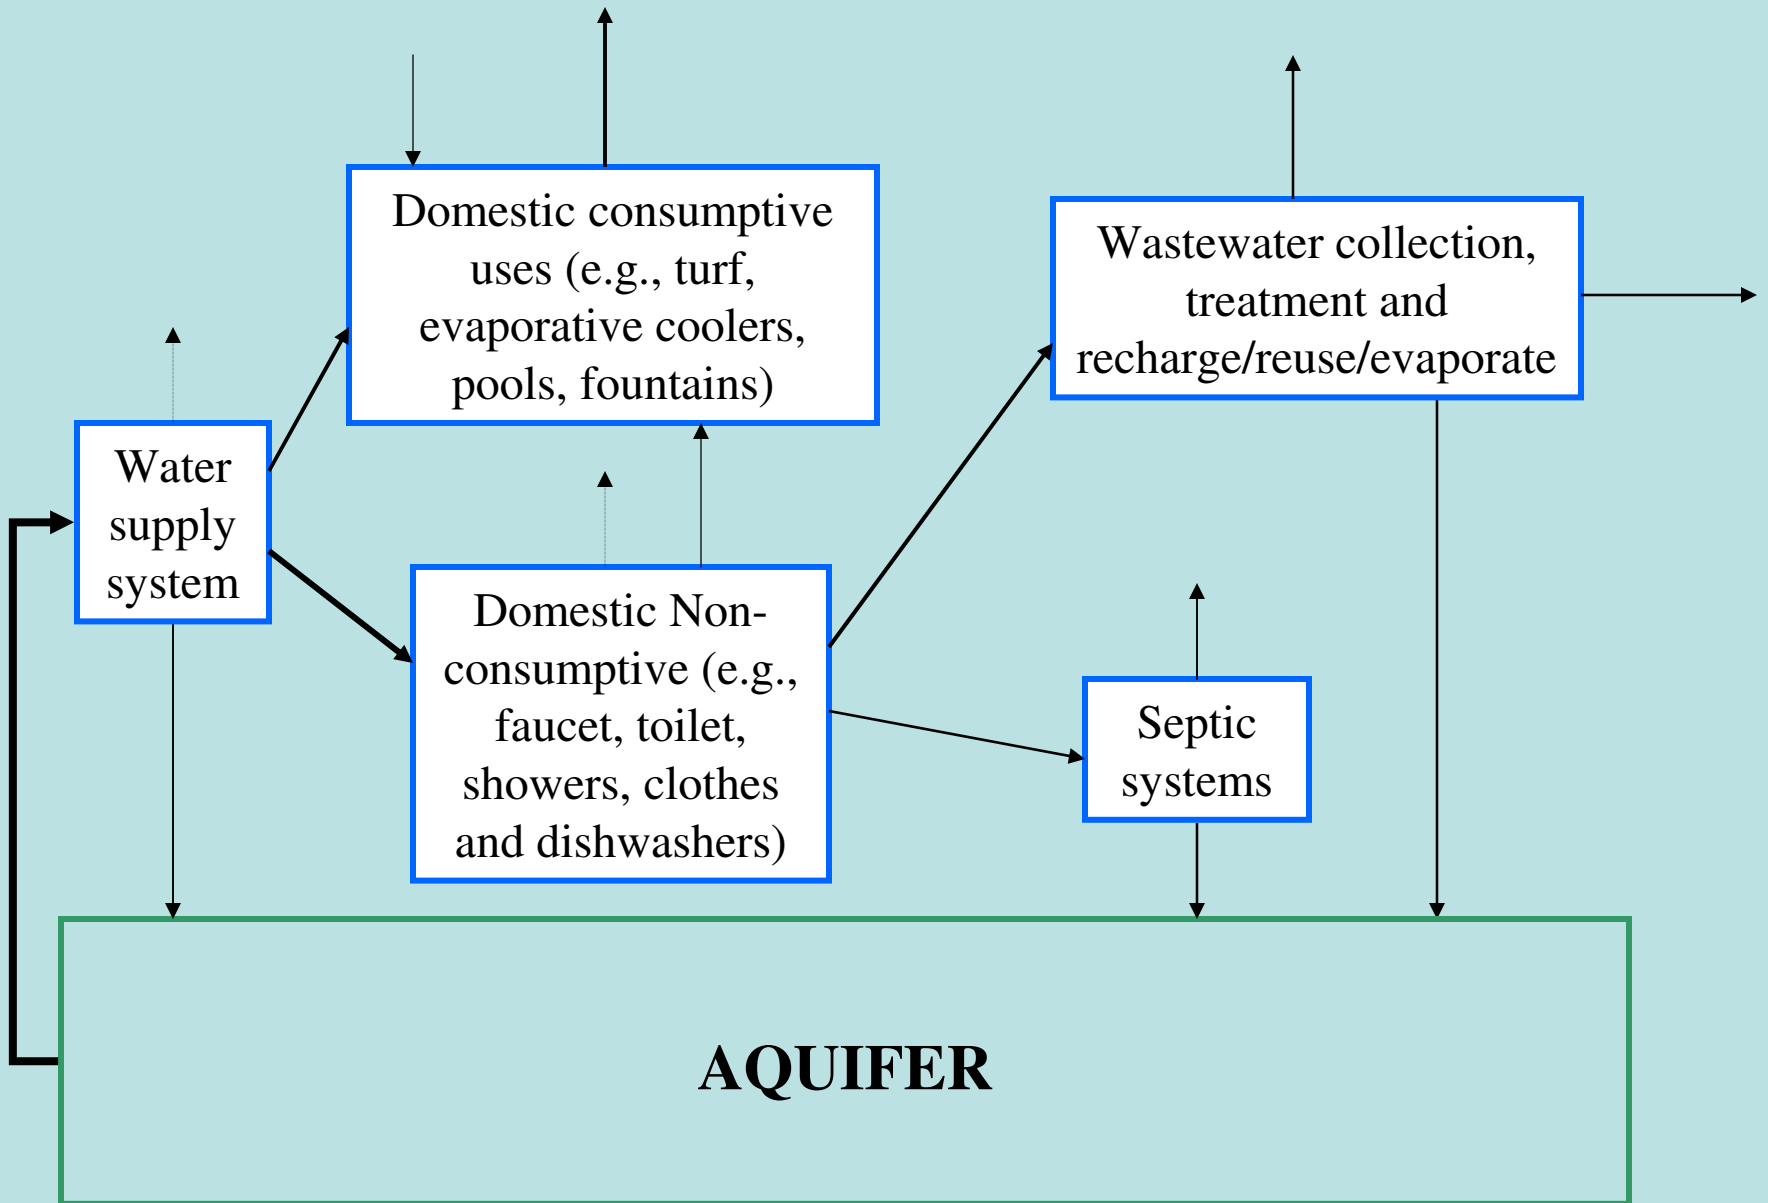 Domestic consumptive
uses (e.g., turf,
evaporative coolers,
pools, fountains)
Wastewater collection,
treatment and
recharge/reuse/evaporate
Water
supply
system
Domestic Non-
consumptive (e.g.,
faucet, toilet,
showers, clothes
and dishwashers)
Septic
systems
AQUIFER